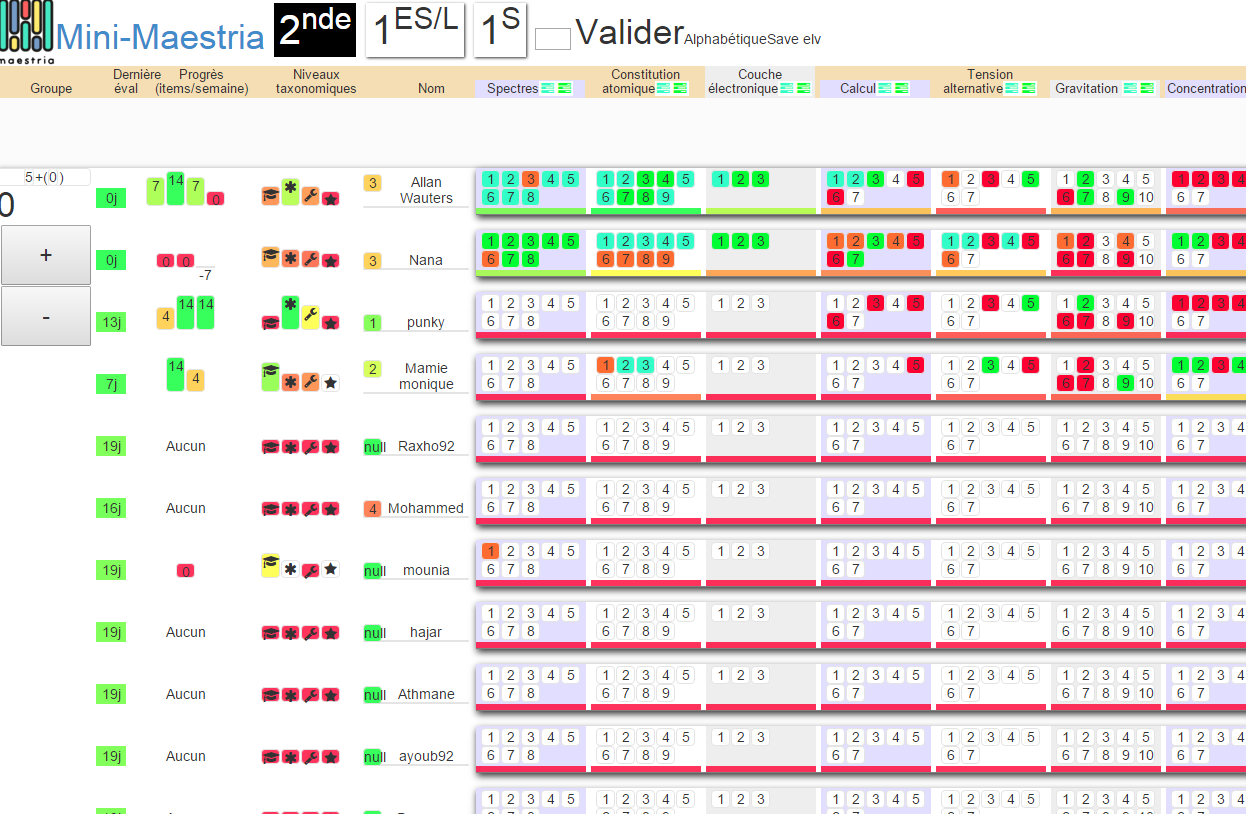 Mini-Maestria 2nde 1ES/L 1S Valider Alphabétique Save elv
maestria
Dernière Progrès Niveaux Constitution Couche Tension
Groupe éval (items/semaine) taxonomiques Nom Spectres atomique électronique Calcul alternative Gravitation Concentration
5+(0)
0
0j 7 14 7 0 3 Allan Wauters 1 2 3 4 5 1 2 3 4 5 1 2 3 1 2 3 4 5 1 2 3 4 5 1 2 3 4 5 1 2 3 4
6 7 8 6 7 8 9 6 7 6 7 6 7 8 9 10 6 7
+
0j 0 0 -7 3 Nana 1 2 3 4 5 1 2 3 4 5 1 2 3 1 2 3 4 5 1 2 3 4 5 1 2 3 4 5 1 2 3 4
6 7 8 6 7 8 9 6 7 6 7 6 7 8 9 10 6 7
-
13j 4 14 14 1 punky 1 2 3 4 5 1 2 3 4 5 1 2 3 1 2 3 4 5 1 2 3 4 5 1 2 3 4 5 1 2 3 4
6 7 8 6 7 8 9 6 7 6 7 6 7 8 9 10 6 7
7j 14 4 2 Mamie monique 1 2 3 4 5 1 2 3 4 5 1 2 3 1 2 3 4 5 1 2 3 4 5 1 2 3 4 5 1 2 3 4
6 7 8 6 7 8 9 6 7 6 7 6 7 8 9 10 6 7
19j Aucun null Raxho92 1 2 3 4 5 1 2 3 4 5 1 2 3 1 2 3 4 5 1 2 3 4 5 1 2 3 4 5 1 2 3 4
6 7 8 6 7 8 9 6 7 6 7 6 7 8 9 10 6 7
16j Aucun 4 Mohammed 1 2 3 4 5 1 2 3 4 5 1 2 3 1 2 3 4 5 1 2 3 4 5 1 2 3 4 5 1 2 3 4
6 7 8 6 7 8 9 6 7 6 7 6 7 8 9 10 6 7
19j 0 null mounia 1 2 3 4 5 1 2 3 4 5 1 2 3 1 2 3 4 5 1 2 3 4 5 1 2 3 4 5 1 2 3 4
6 7 8 6 7 8 9 6 7 6 7 6 7 8 9 10 6 7
19j Aucun null hajar 1 2 3 4 5 1 2 3 4 5 1 2 3 1 2 3 4 5 1 2 3 4 5 1 2 3 4 5 1 2 3 4
6 7 8 6 7 8 9 6 7 6 7 6 7 8 9 10 6 7
19j Aucun null Athmane 1 2 3 4 5 1 2 3 4 5 1 2 3 1 2 3 4 5 1 2 3 4 5 1 2 3 4 5 1 2 3 4
6 7 8 6 7 8 9 6 7 6 7 6 7 8 9 10 6 7
19j Aucun null ayoub92 1 2 3 4 5 1 2 3 4 5 1 2 3 1 2 3 4 5 1 2 3 4 5 1 2 3 4 5 1 2 3 4
6 7 8 6 7 8 9 6 7 6 7 6 7 8 9 10 6 7
1 2 3 4 5 1 2 3 4 5 1 2 3 1 2 3 4 5 1 2 3 4 5 1 2 3 4 5 1 2 3 4